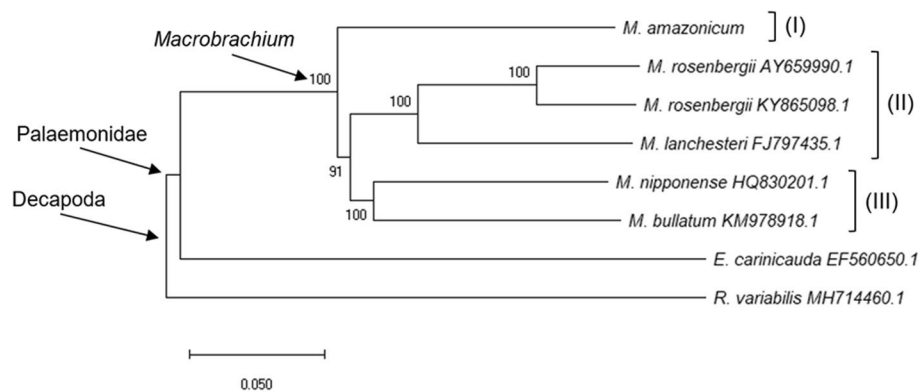 M. amazonicum
(I)
Macrobrachium
100
M. rosenbergii AY659990.1
100
M. rosenbergii KY865098.1
100
(II)
Palaemonidae
M. lanchesteri FJ797435.1
91
M. nipponense HQ830201.1
Decapoda
(III)
100
M. bullatum KM978918.1
E. carinicauda EF560650.1
R. variabilis MH714460.1
0.050